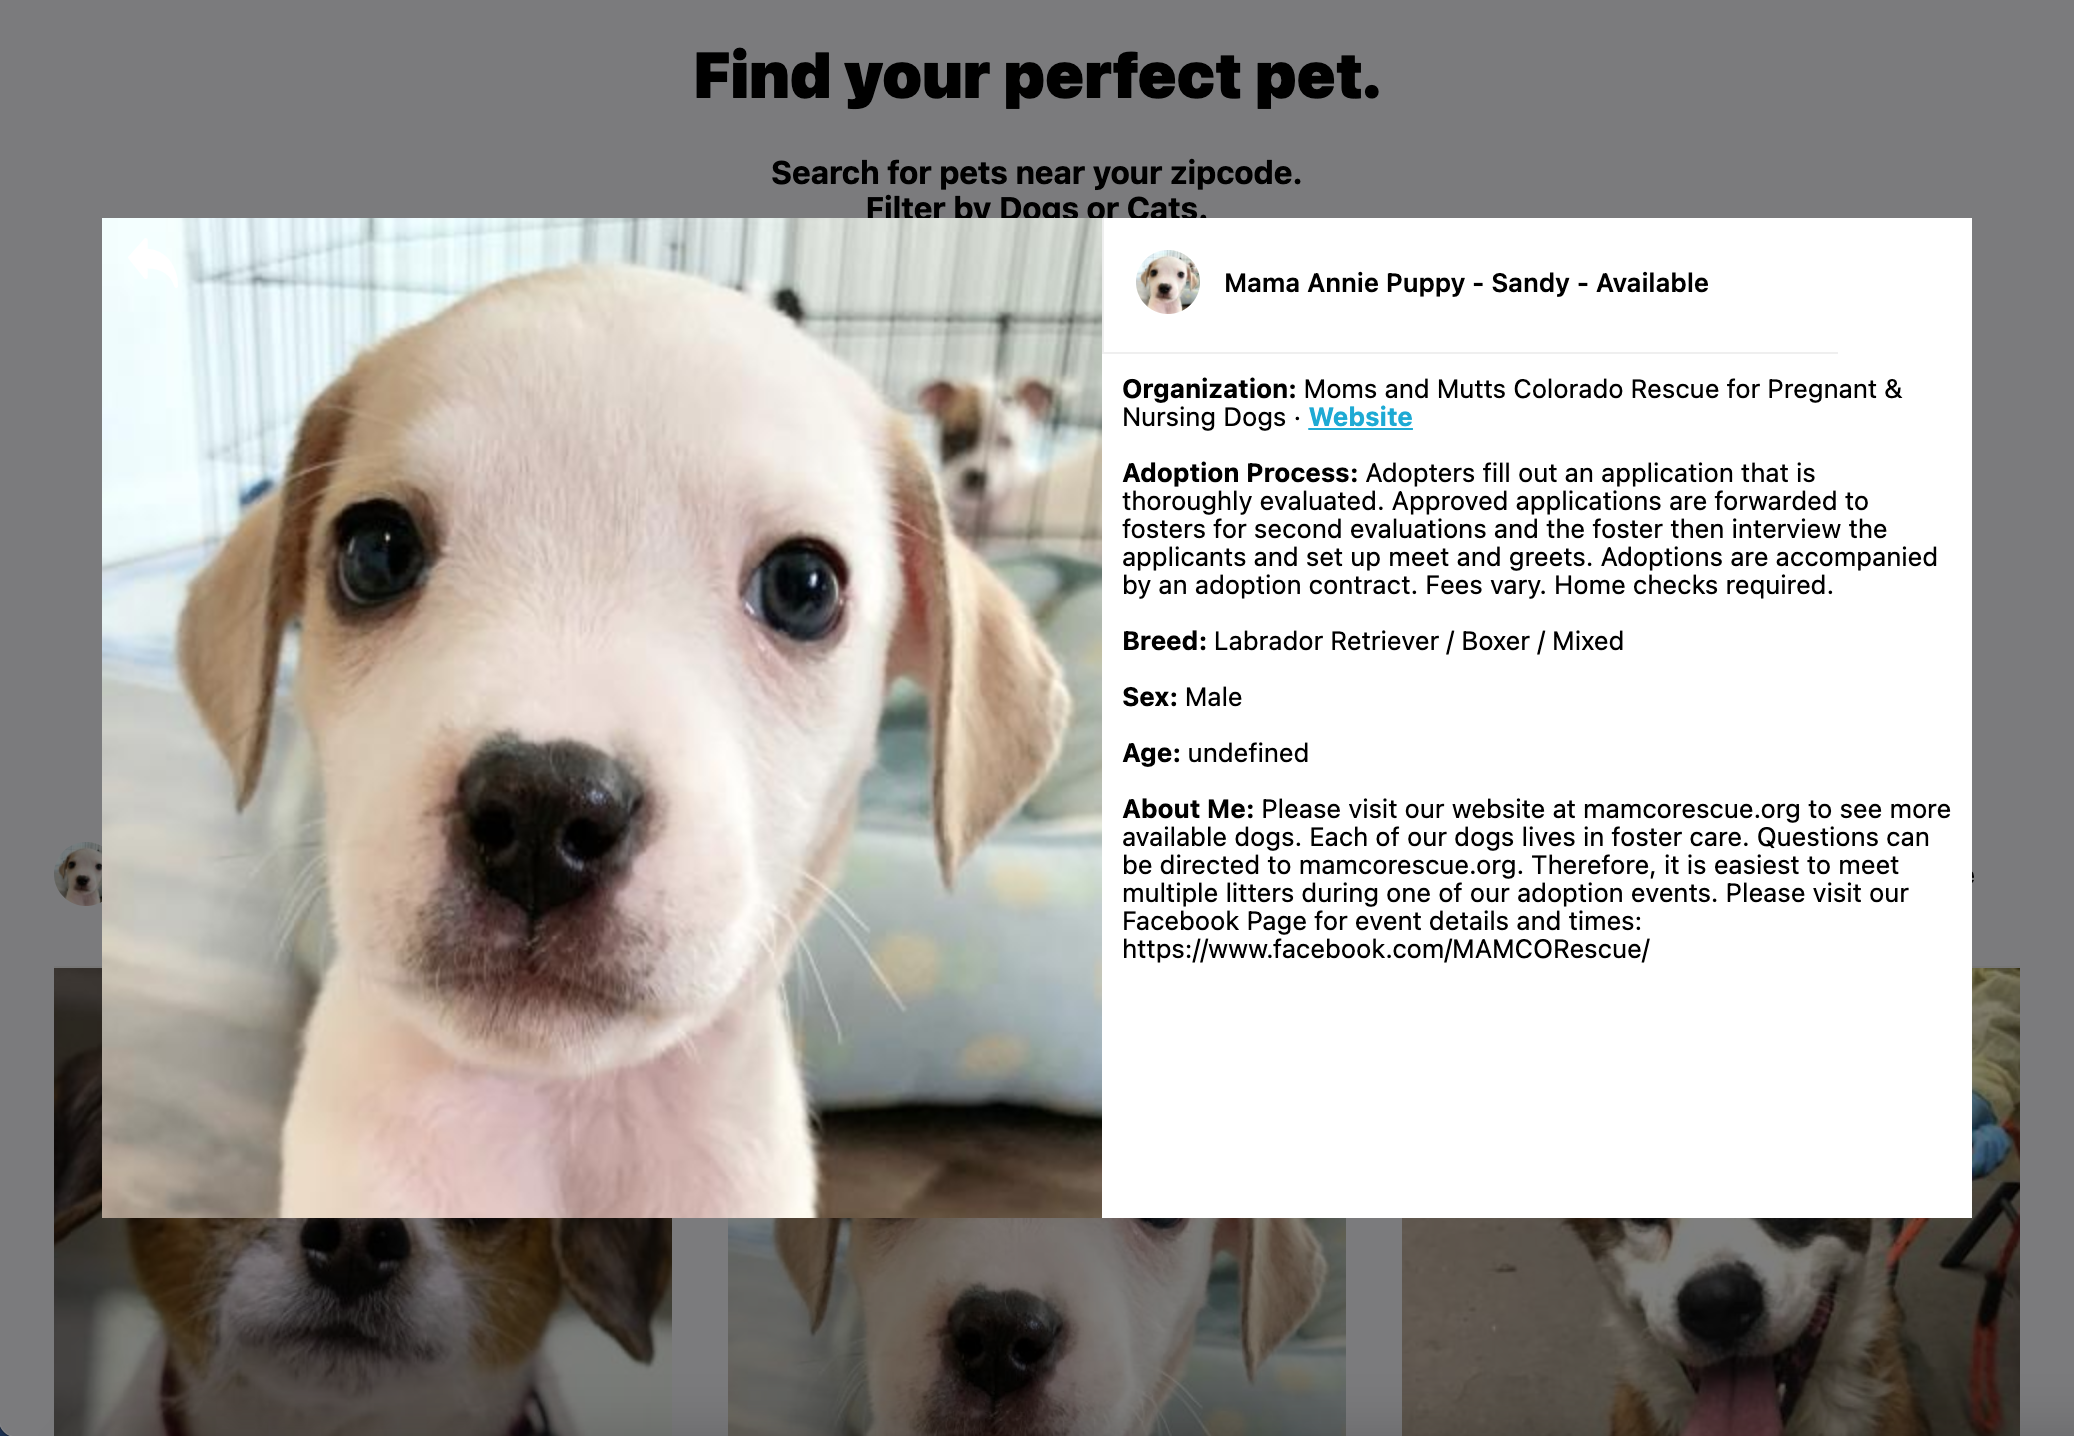 Find your perfect pet.
Search for pets near your zipcode.
Filter by Dogs or Cats.
Mama Annie Puppy - Sandy - Available
Organization: Moms and Mutts Colorado Rescue for Pregnant &
Nursing Dogs · Website
Adoption Process: Adopters fill out an application that is
thoroughly evaluated. Approved applications are forwarded to
fosters for second evaluations and the foster then interview the
applicants and set up meet and greets. Adoptions are accompanied
by an adoption contract. Fees vary. Home checks required.
Breed: Labrador Retriever / Boxer / Mixed
Sex: Male
Age: undefined
About Me: Please visit our website at mamcorescue.org to see more
available dogs. Each of our dogs lives in foster care. Questions can
be directed to mamcorescue.org. Therefore, it is easiest to meet
multiple litters during one of our adoption events. Please visit our
Facebook Page for event details and times:
https://www.facebook.com/MAMCORescue/